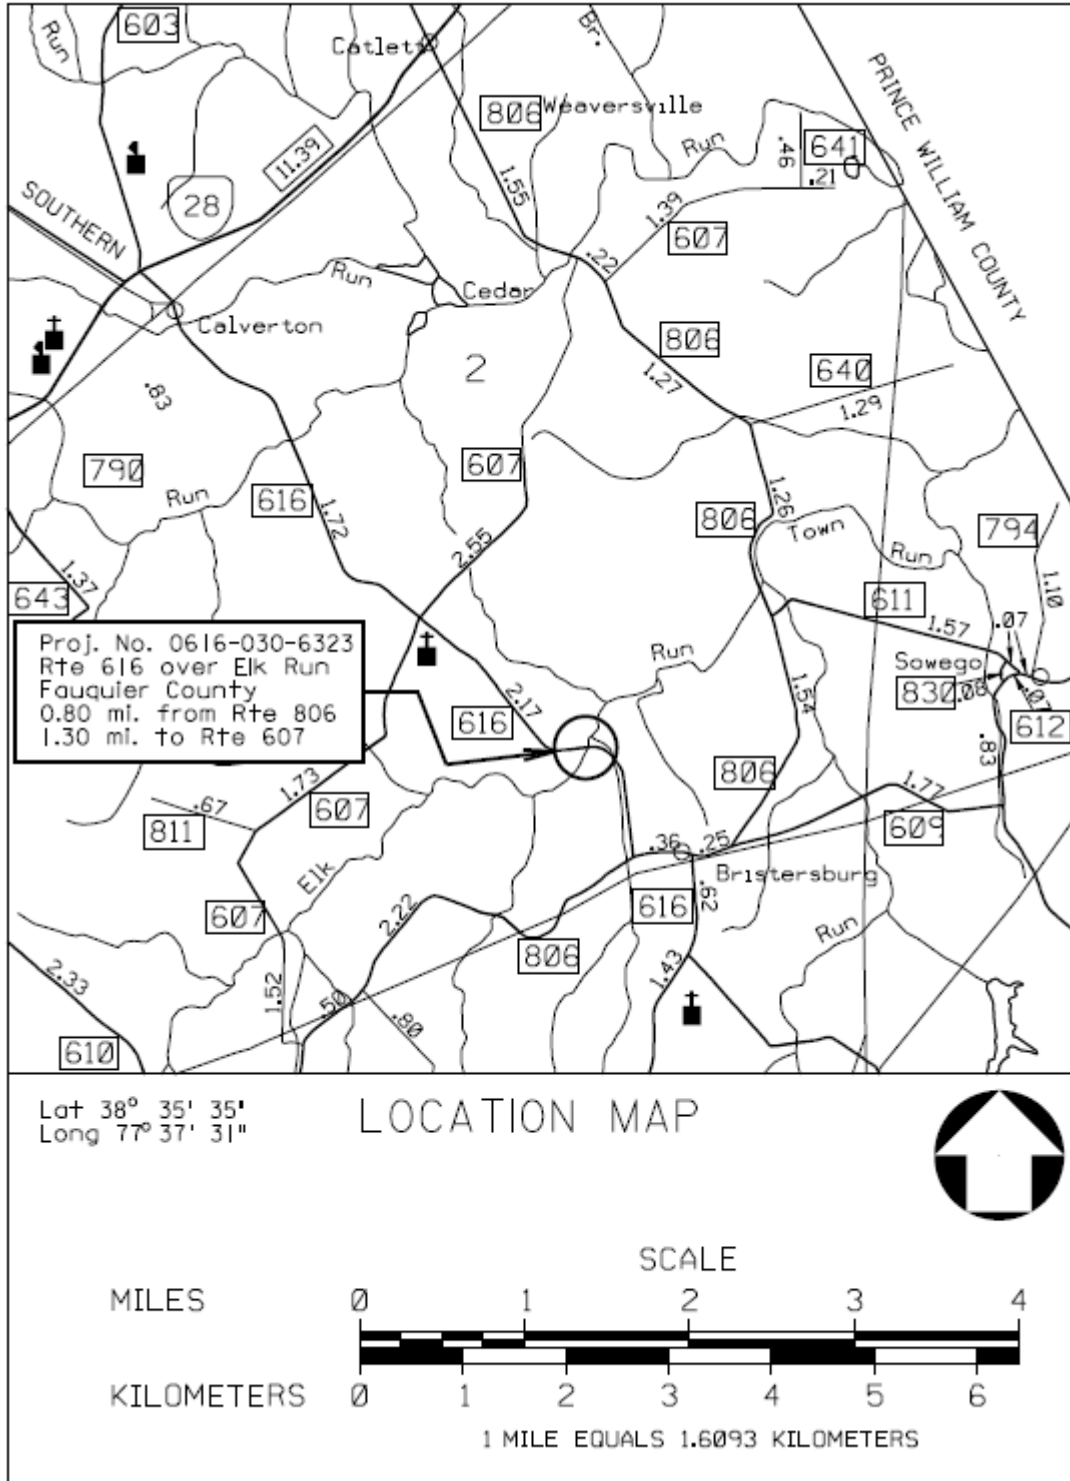 603
Run
Catlett
Br.
806
Weaversville
PRINCE WILLIAM COUNTY
Run
.46
641
.21
11.39
28
SOUTHERN
1.55
1.39
607
.22
Run
Cedar
Calverton
806
2
640
1.27
1.29
.83
790
607
Run
616
1.72
1.26
806
Town
Run
794
2.55
1.37
643
1.10
611
.07
1.57
Proj. No. 0616-030-6323
Rte 616 over Elk Run
Fauquier County
0.80 mi. from Rte 806
1.30 mi. to Rte 607
Run
Sowego
830
.08
.07
612
2.17
616
1.54
.83
806
1.77
1.73
607
.67
811
609
.36
.25
Elk
Bristersburg
.62
616
607
2.22
806
Run
2.33
1.52
.50
.80
1.43
610
Lat 38° 35' 35"
Long 77° 37' 31"
LOCATION MAP
SCALE
MILES 0 1 2 3 4
KILOMETERS 0 1 2 3 4 5 6
1 MILE EQUALS 1.6093 KILOMETERS